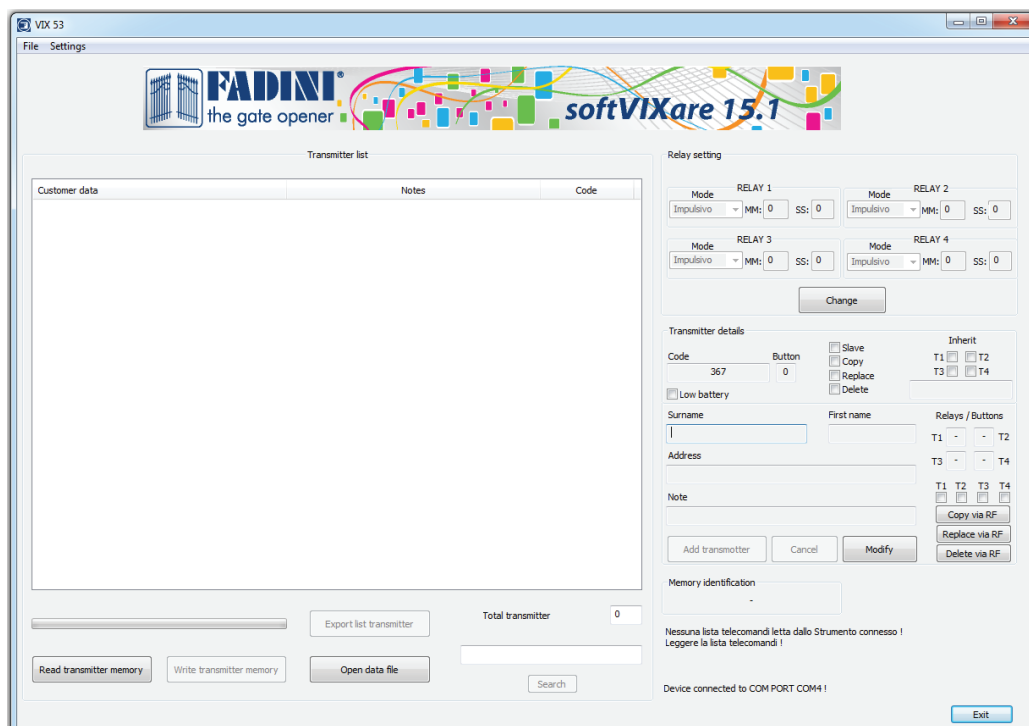 VIX 53
File Settings
FADINI®
the gate opener
softVIXare 15.1
Transmitter list
Customer data Notes Code
Export list transmitter
Total transmitter 0
Read transmitter memory Write transmitter memory Open data file
Search
Relay setting
RELAY 1 RELAY 2
Mode Mode
Impulsivo MM: 0 SS: 0 Impulsivo MM: 0 SS: 0
RELAY 3 RELAY 4
Mode Mode
Impulsivo MM: 0 SS: 0 Impulsivo MM: 0 SS: 0
Change
Transmitter details
Code Button
367 0
Low battery
Slave
Copy
Replace
Delete
Inherit
T1 T2
T3 T4
Surname First name
Address
Note
Relays / Buttons
T1 - - T2
T3 - - T4
T1 T2 T3 T4
Copy via RF
Replace via RF
Delete via RF
Add transmotter Cancel Modify
Memory identification
-
Nessuna lista telecomandi letta dallo Strumento connesso !
Leggere la lista telecomandi !
Device connected to COM PORT COM4 !
Exit